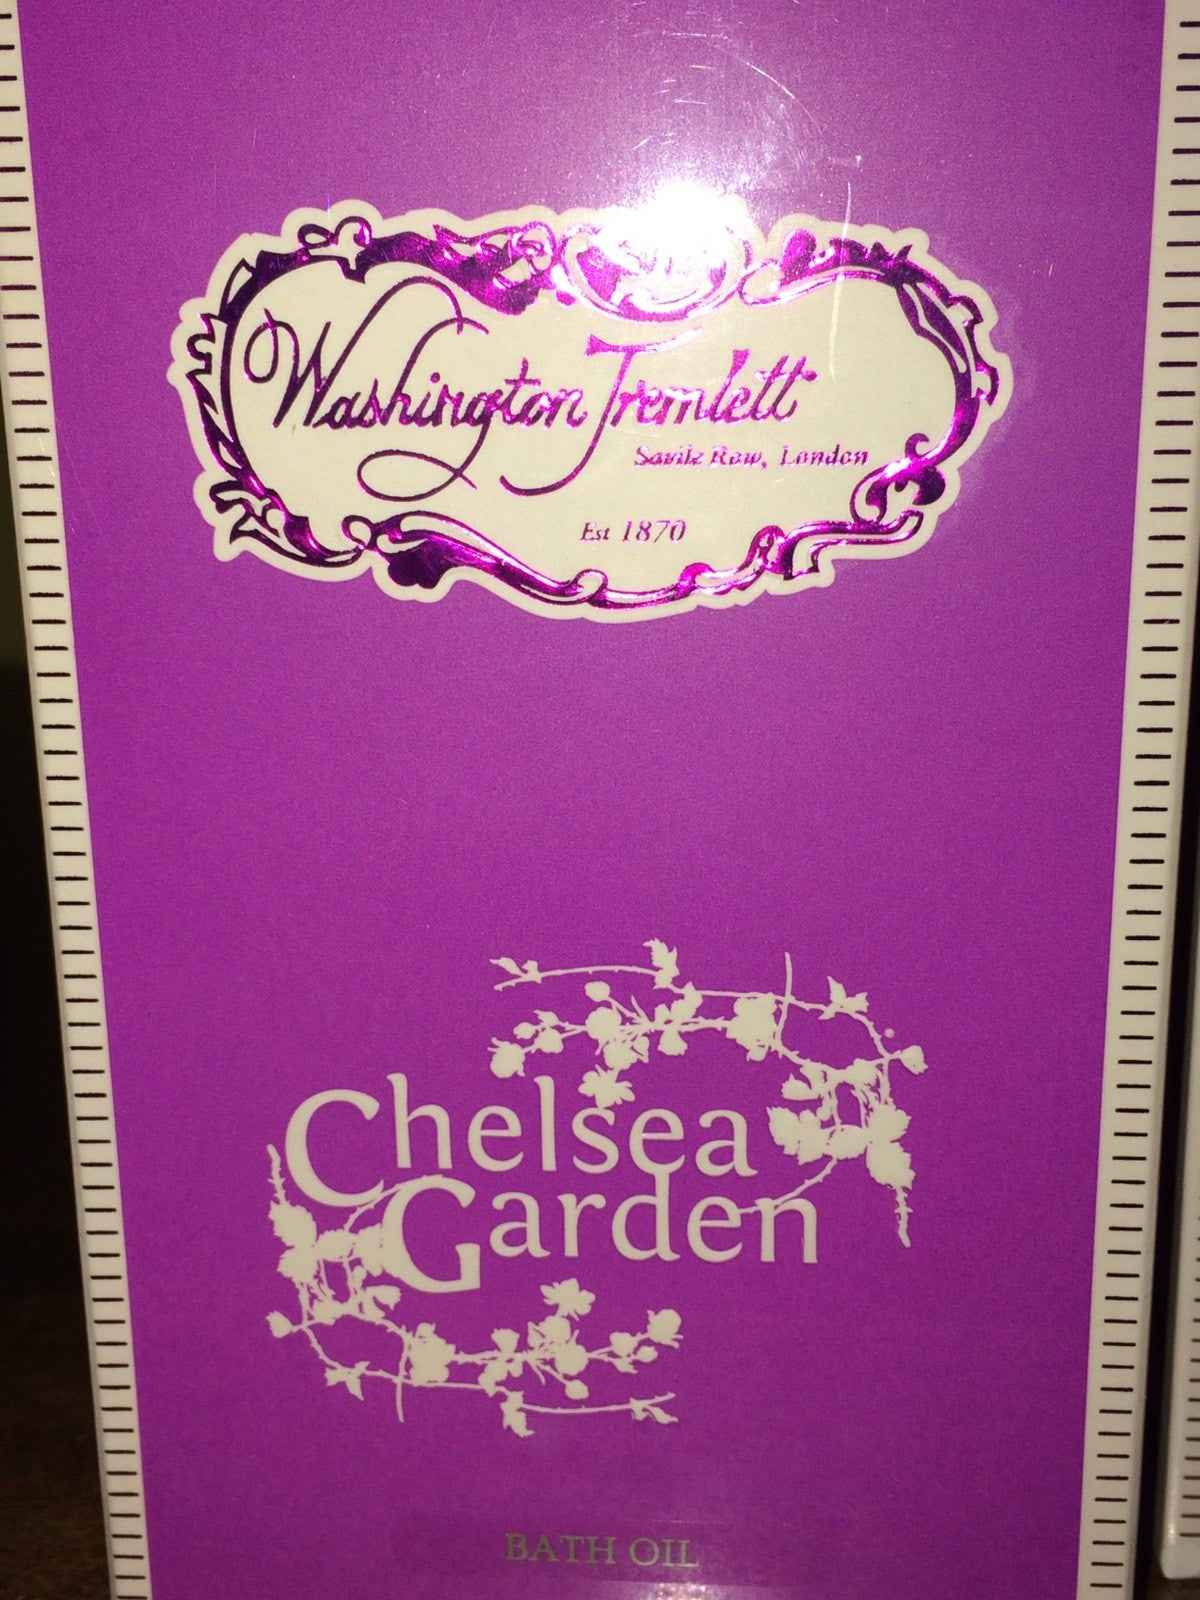 Washington Tremlett
Savile Row, London
Est 1870
Chelsea
Garden
BATH OIL